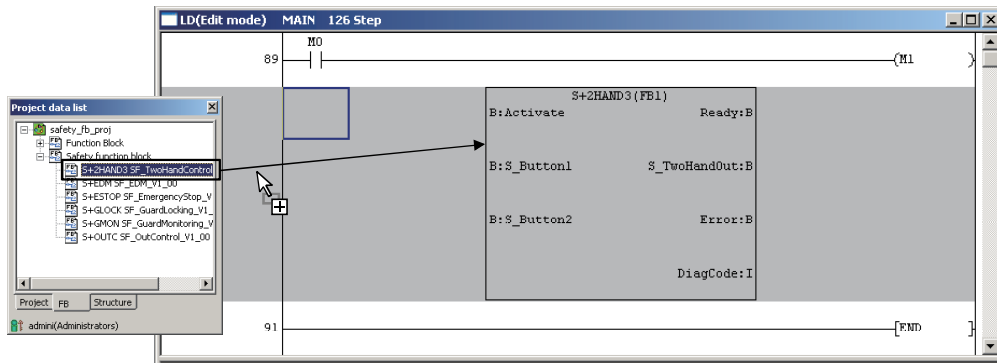 LD(Edit mode) MAIN 126 Step
M0
89
(M1 )
Project data list
safety_fb_proj
Function Block
Safety function block
S+2HAND3 SF_TwoHandControl
S+EDM SF_EDM_V1_00
S+ESTOP SF_EmergencyStop_V
S+GLOCK SF_GuardLocking_V1_
S+GMON SF_GuardMonitoring_V
S+OUTC SF_OutControl_V1_00
Project FB Structure
admini(Administrators)
S+2HAND3(FB1)
B:Activate Ready:B
B:S_Button1 S_TwoHandOut:B
B:S_Button2 Error:B
DiagCode:I
91
[END ]